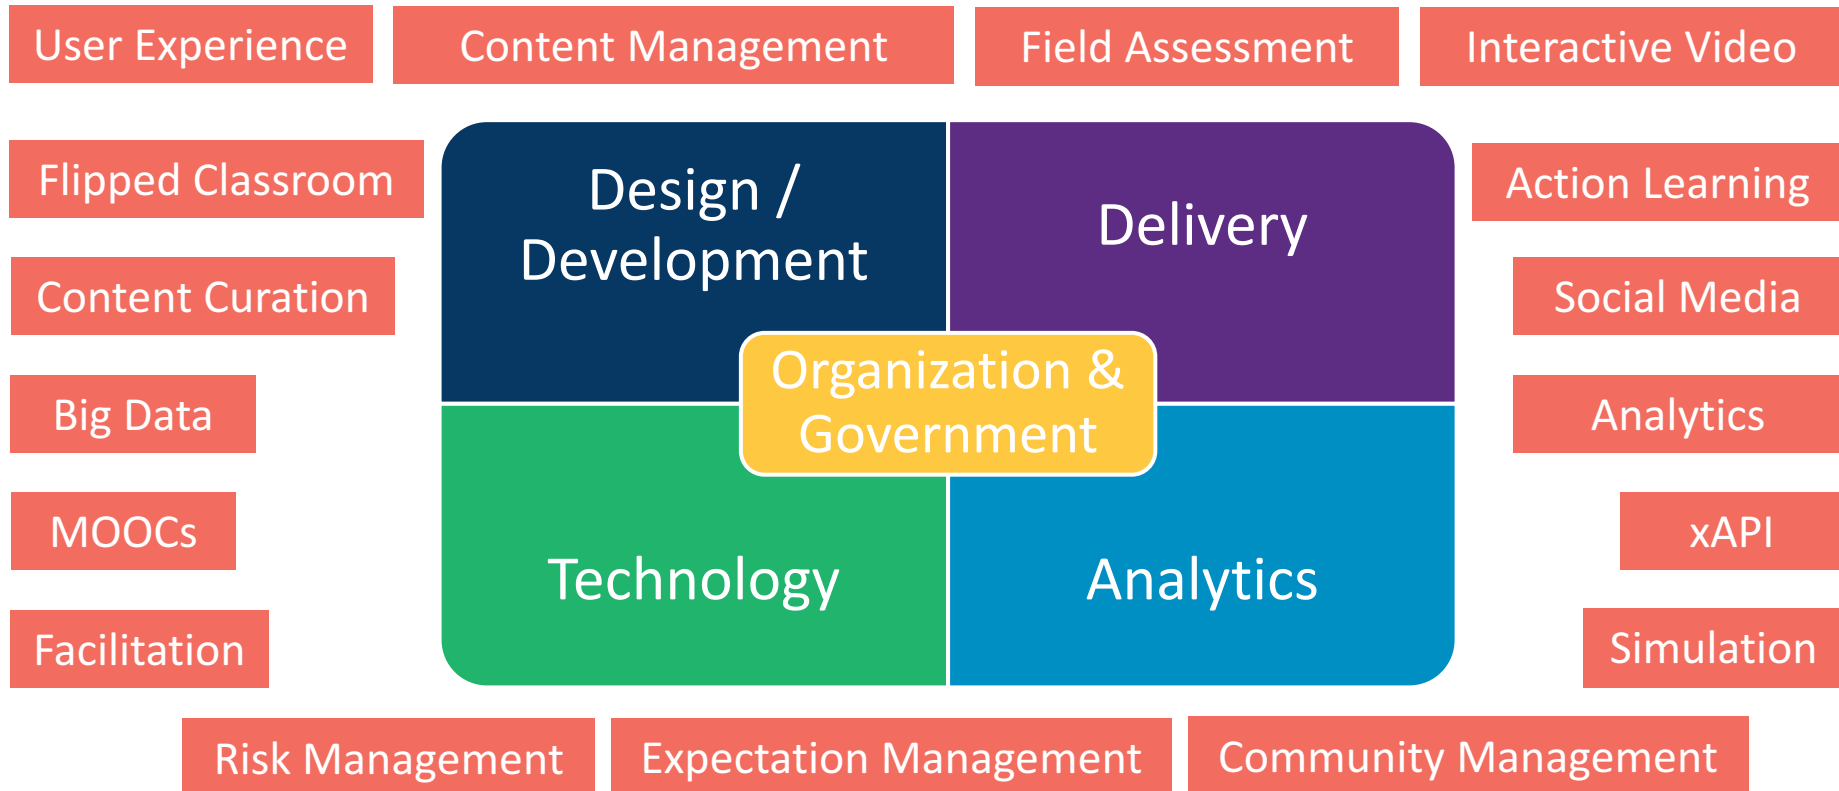 User Experience
Content Management
Field Assessment
Interactive Video
Flipped Classroom
Design /
Development
Delivery
Action Learning
Content Curation
Social Media
Organization &
Government
Big Data
Analytics
MOOCs
xAPI
Technology
Analytics
Facilitation
Simulation
Risk Management
Expectation Management
Community Management